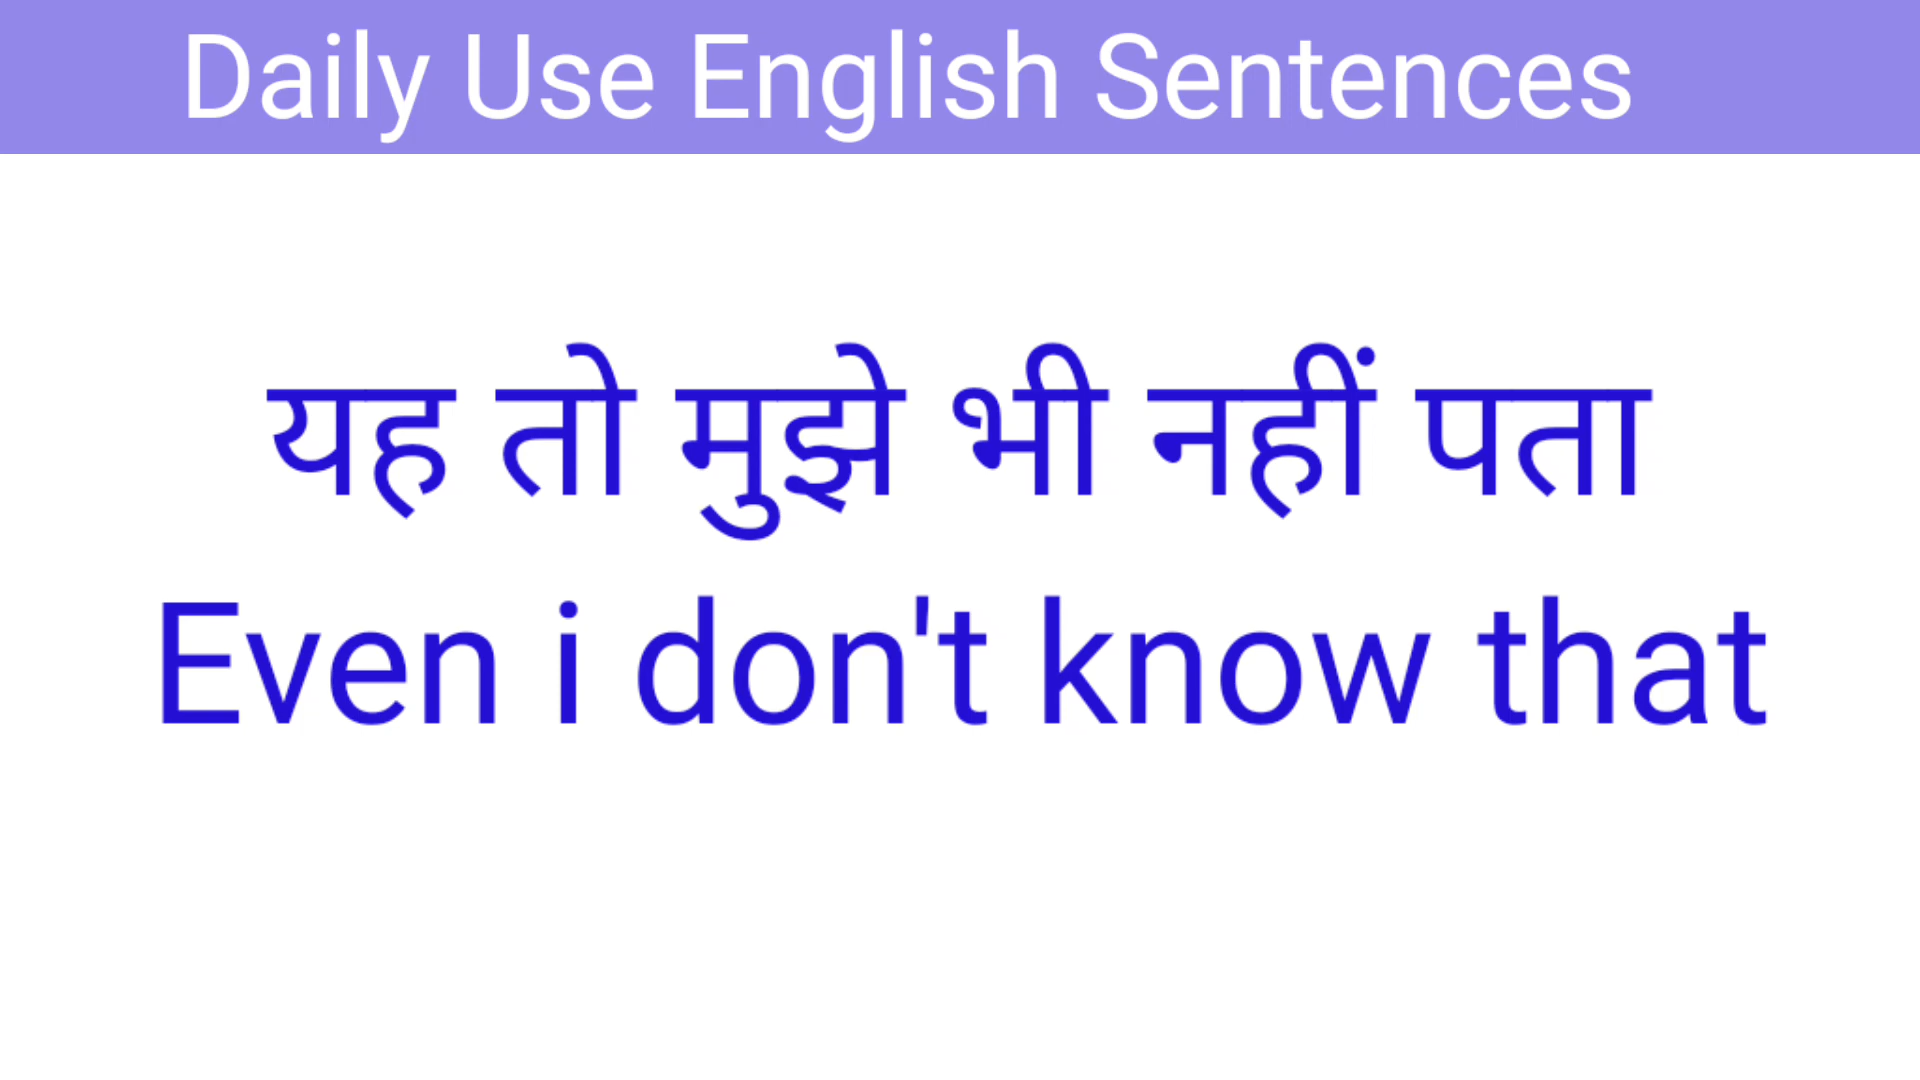 Daily Use English Sentences
यह तो मुझे भी नहीं पता
Even i don't know that